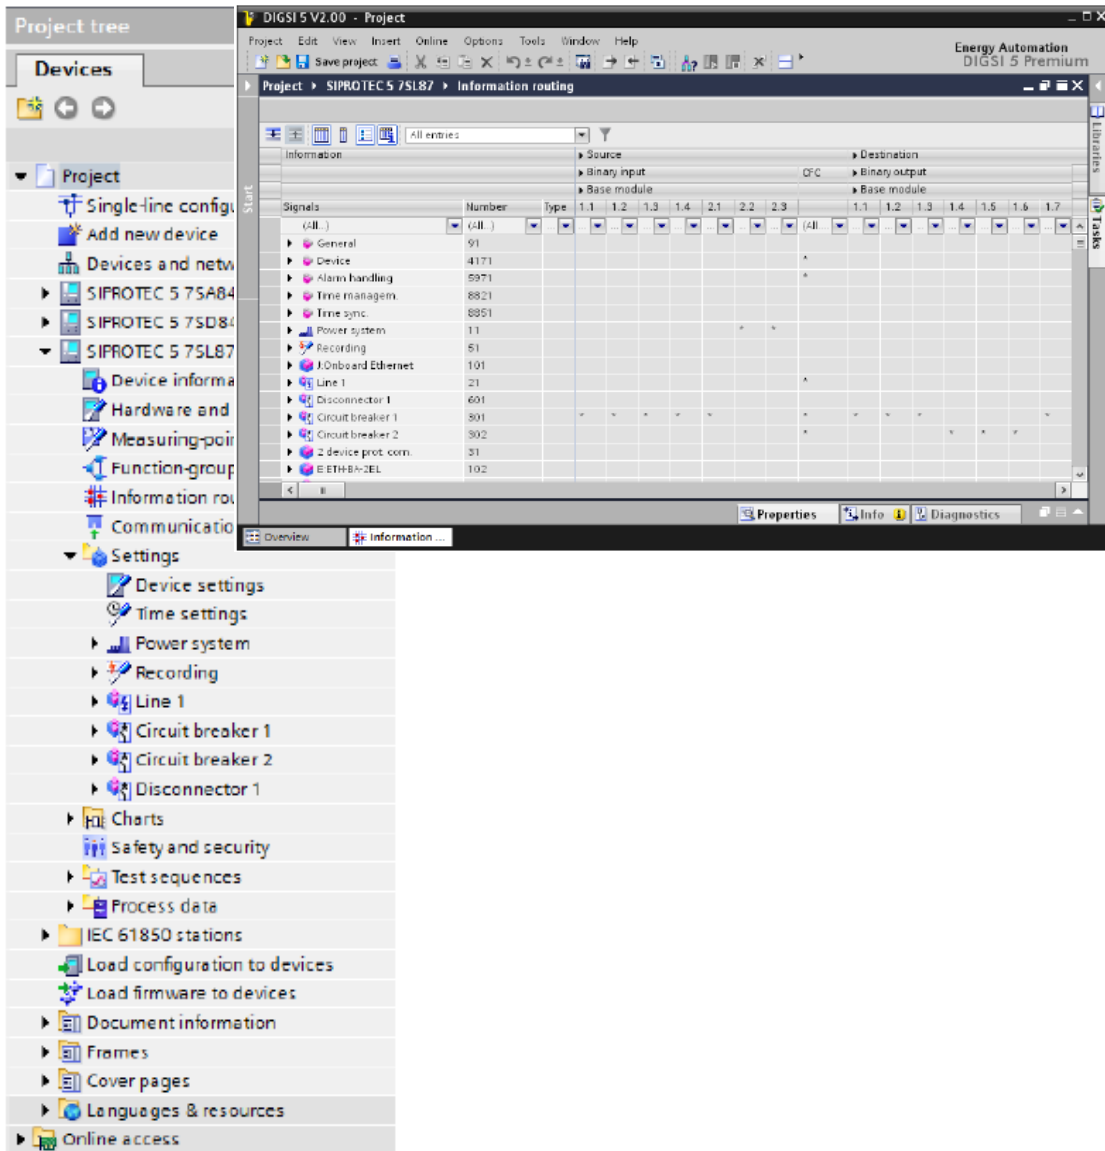 Project tree
Devices
Project
Single-line configu
Add new device
Devices and netw
SIPROTEC 5 7SA84
SIPROTEC 5 7SD84
SIPROTEC 5 7SL87
Device informa
Hardware and
Measuring-poin
Function-group
Information rou
Communicatio
Settings
Device settings
Time settings
Power system
Recording
Line 1
Circuit breaker 1
Circuit breaker 2
Disconnector 1
Charts
Safety and security
Test sequences
Process data
IEC 61850 stations
Load configuration to devices
Load firmware to devices
Document information
Frames
Cover pages
Languages & resources
Online access
DIGSI 5 V2.00 - Project
Project Edit View Insert Online Options Tools Window Help
Save project
Energy Automation
DIGSI 5 Premium
Project SIPROTEC 5 7SL87 Information routing
Start
All entries
Information Source Destination
Binary input CFC Binary output
Base module Base module
Signals Number Type 1.1 1.2 1.3 1.4 2.1 2.2 2.3 1.1 1.2 1.3 1.4 1.5 1.6 1.7
(All...) (All...) ... ... ... ... ... ... ... ... (All... ... ... ... ... ... ... ...
General 91
Device 4171 *
Alarm handling 5971 *
Time managem. 8821
Time sync. 8851
Power system 11 * *
Recording 51
J:Onboard Ethernet 101
Line 1 21 *
Disconnector 1 601
Circuit breaker 1 301 * * * * * * * * * *
Circuit breaker 2 302 * * * *
2 device prot. com. 31
E:ETH-BA-2EL 102
Properties Info Diagnostics
Overview Information ...
Libraries
Tasks